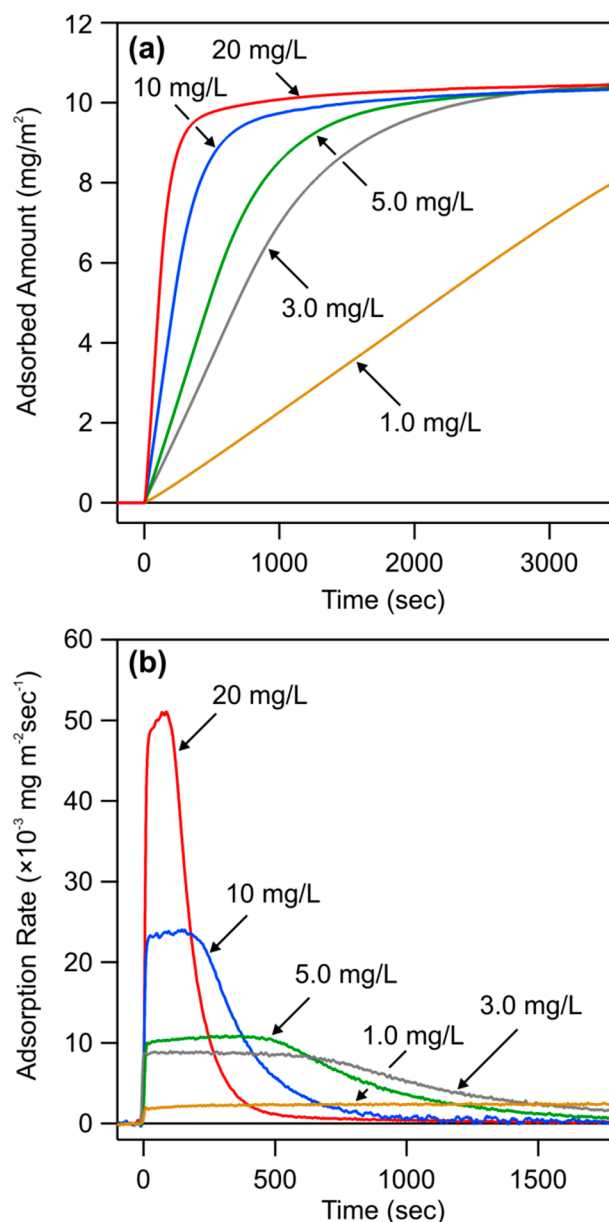 (a)
20 mg/L
10 mg/L
5.0 mg/L
3.0 mg/L
1.0 mg/L
12
10
8
6
4
2
0
Adsorbed Amount (mg/m²)
0 1000 2000 3000
Time (sec)
(b)
20 mg/L
10 mg/L
5.0 mg/L
3.0 mg/L
1.0 mg/L
60
50
40
30
20
10
0
Adsorption Rate (×10⁻³ mg m⁻²sec⁻¹)
0 500 1000 1500
Time (sec)